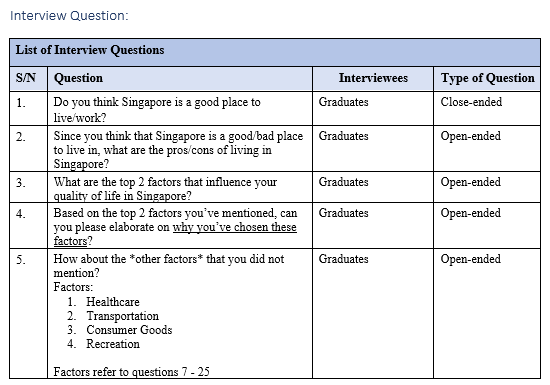 Interview Question:
List of Interview Questions
S/N Question Interviewees Type of Question
1. Do you think Singapore is a good place to Graduates Close-ended
live/work?
2. Since you think that Singapore is a good/bad place Graduates Open-ended
to live in, what are the pros/cons of living in
Singapore?
3. What are the top 2 factors that influence your Graduates Open-ended
quality of life in Singapore?
4. Based on the top 2 factors you've mentioned, can Graduates Open-ended
you please elaborate on why you've chosen these
factors?
5. How about the *other factors* that you did not Graduates Open-ended
mention?
Factors:
1. Healthcare
2. Transportation
3. Consumer Goods
4. Recreation
Factors refer to questions 7 - 25